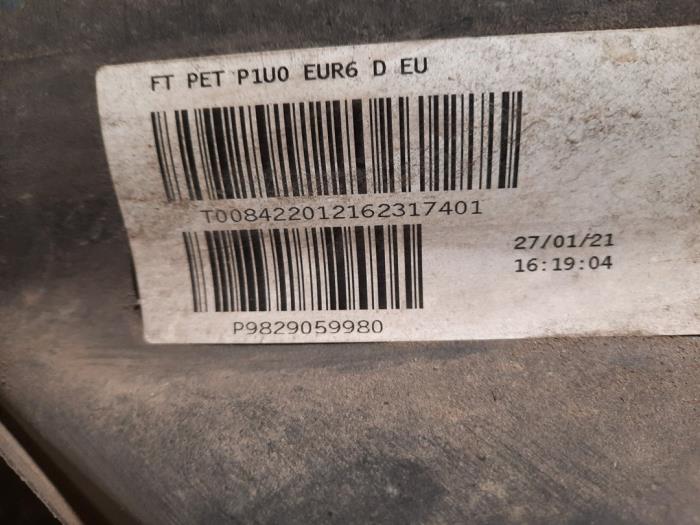 FT PET P1U0 EUR6 D EU
T008422012162317401
27/01/21
16:19:04
P9829059980